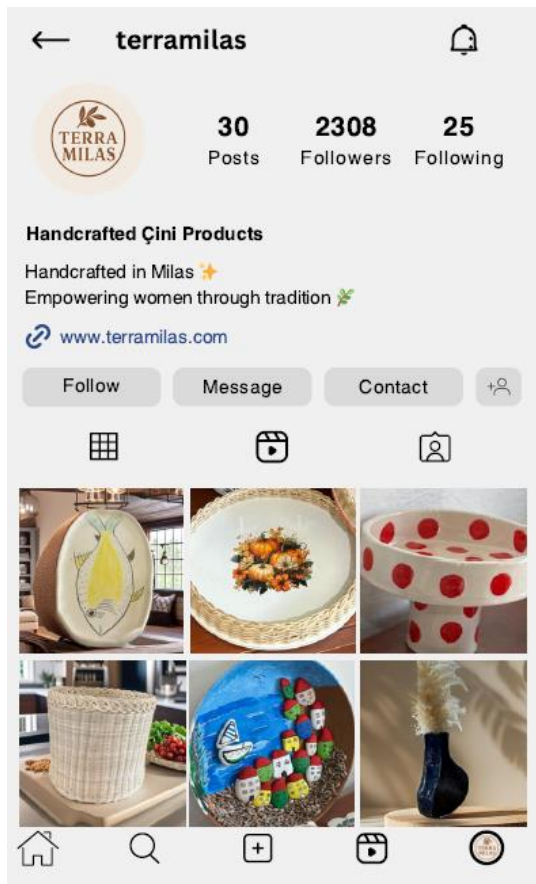 terramilas
TERRA
MILAS
30 2308 25
Posts Followers Following
Handcrafted Çini Products
Handcrafted in Milas ✨
Empowering women through tradition 🌿
www.terramilas.com
Follow Message Contact